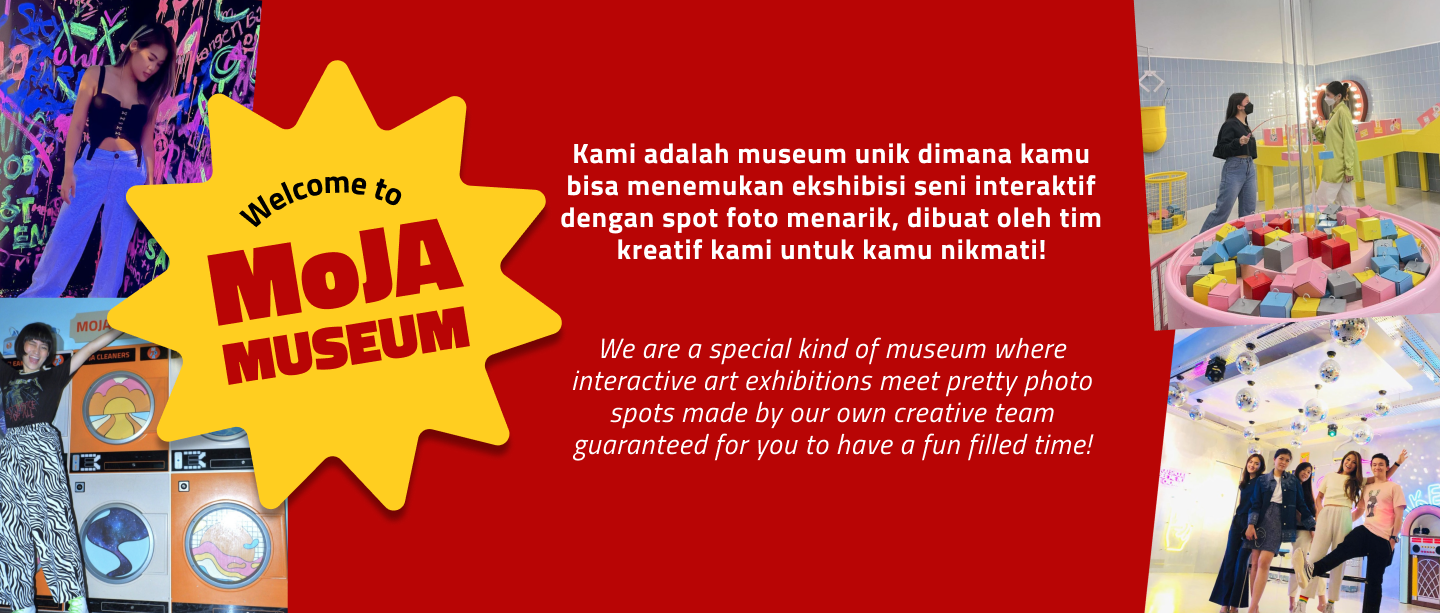 Welcome to
MoJA
MUSEUM
Kami adalah museum unik dimana kamu
bisa menemukan ekshibisi seni interaktif
dengan spot foto menarik, dibuat oleh tim
kreatif kami untuk kamu nikmati!
We are a special kind of museum where
interactive art exhibitions meet pretty photo
spots made by our own creative team
guaranteed for you to have a fun filled time!
MOJA
CLEANERS